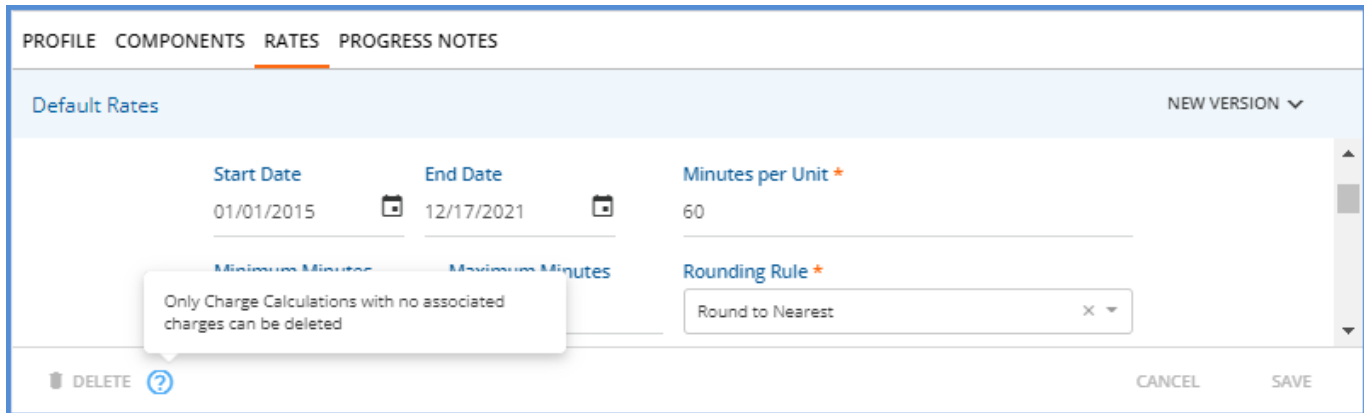 PROFILE COMPONENTS RATES PROGRESS NOTES
Default Rates NEW VERSION
Start Date End Date Minutes per Unit *
01/01/2015 12/17/2021 60
Minimum Minutes Maximum Minutes Rounding Rule *
Only Charge Calculations with no associated
charges can be deleted
Round to Nearest
DELETE ? CANCEL SAVE